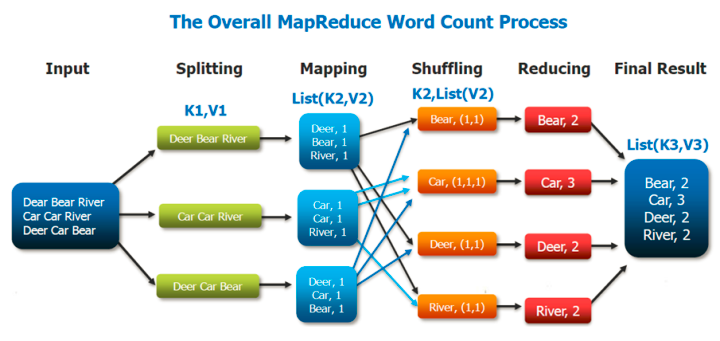 The Overall MapReduce Word Count Process
Input
Splitting
Mapping
Shuffling
Reducing
Final Result
K1,V1
List(K2,V2)
K2,List(V2)
List(K3,V3)
Dear Bear River
Car Car River
Deer Car Bear
Deer Bear River
Car Car River
Deer Car Bear
Deer, 1
Bear, 1
River, 1
Car, 1
Car, 1
River, 1
Deer, 1
Car, 1
Bear, 1
Bear, (1,1)
Car, (1,1,1)
Deer, (1,1)
River, (1,1)
Bear, 2
Car, 3
Deer, 2
River, 2
Bear, 2
Car, 3
Deer, 2
River, 2